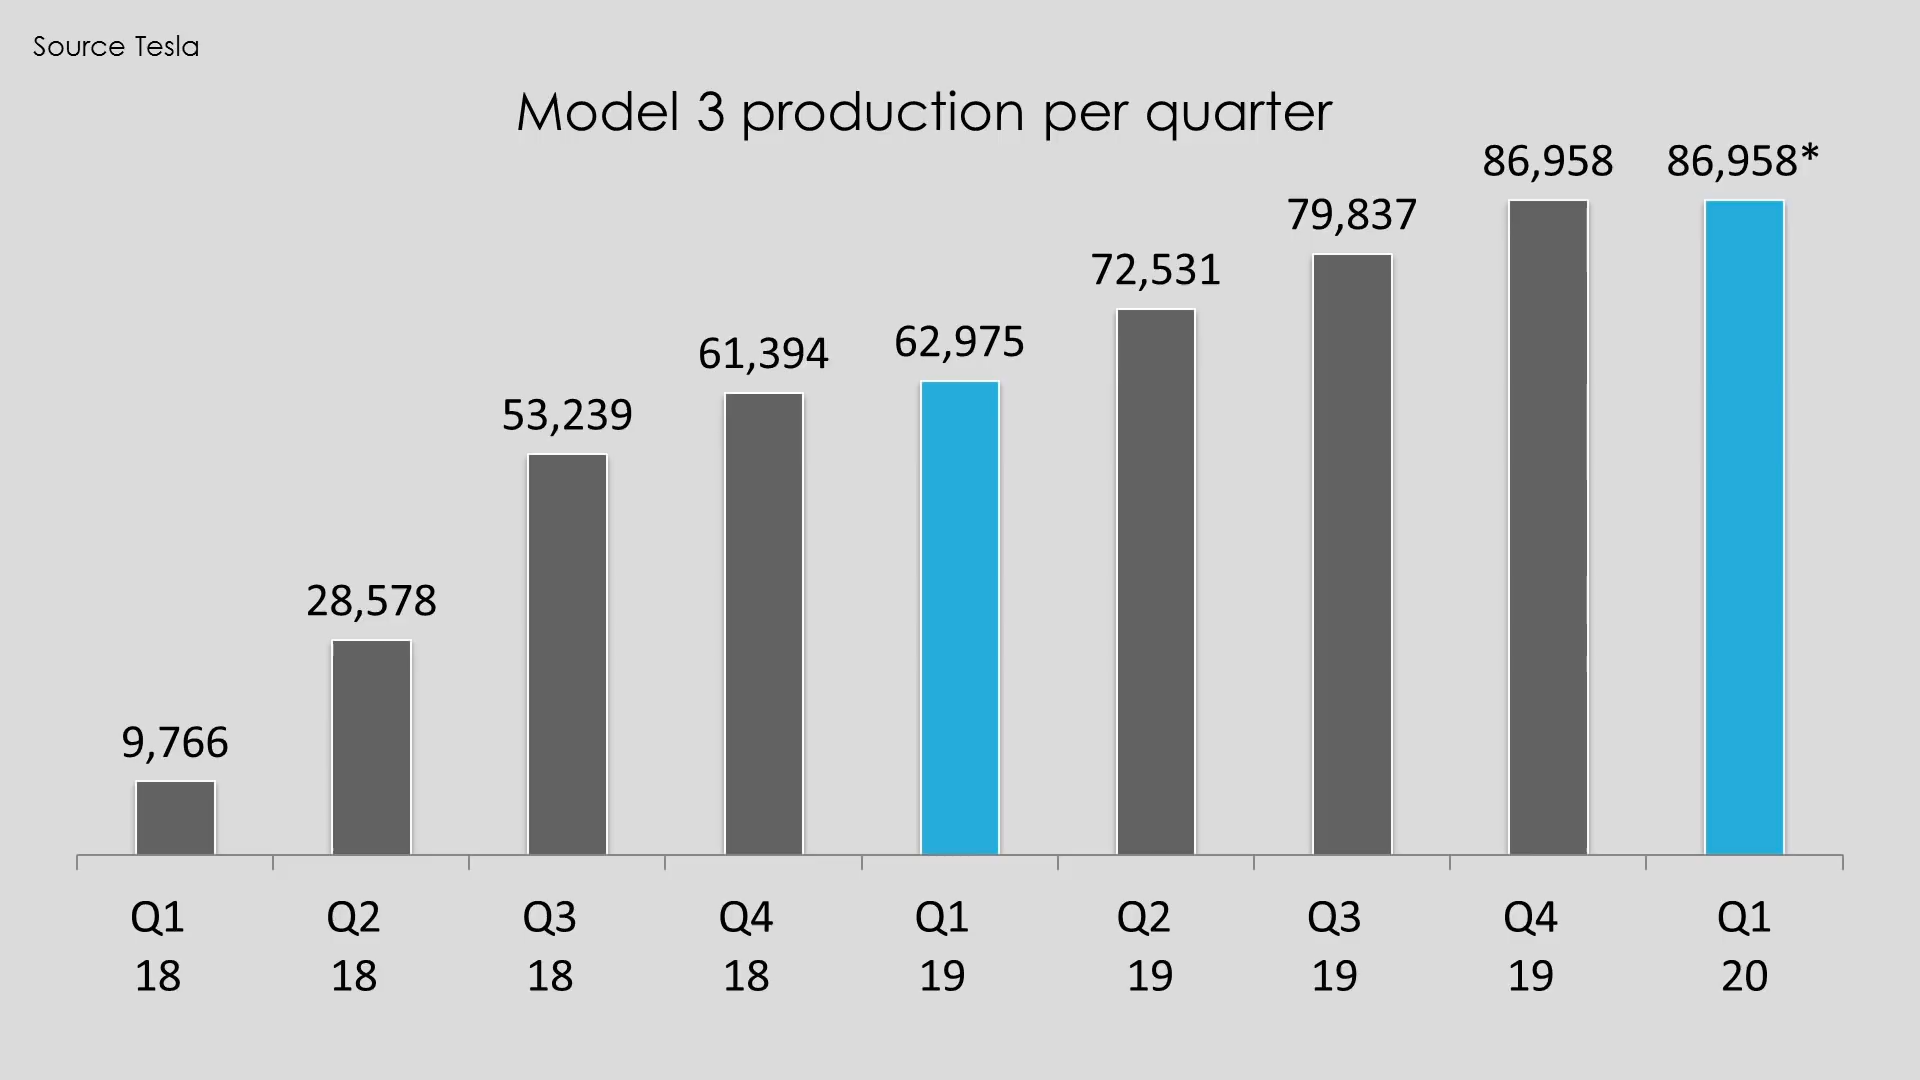 Source Tesla
Model 3 production per quarter
9,766
28,578
53,239
61,394
62,975
72,531
79,837
86,958
86,958*
Q1 18
Q2 18
Q3 18
Q4 18
Q1 19
Q2 19
Q3 19
Q4 19
Q1 20